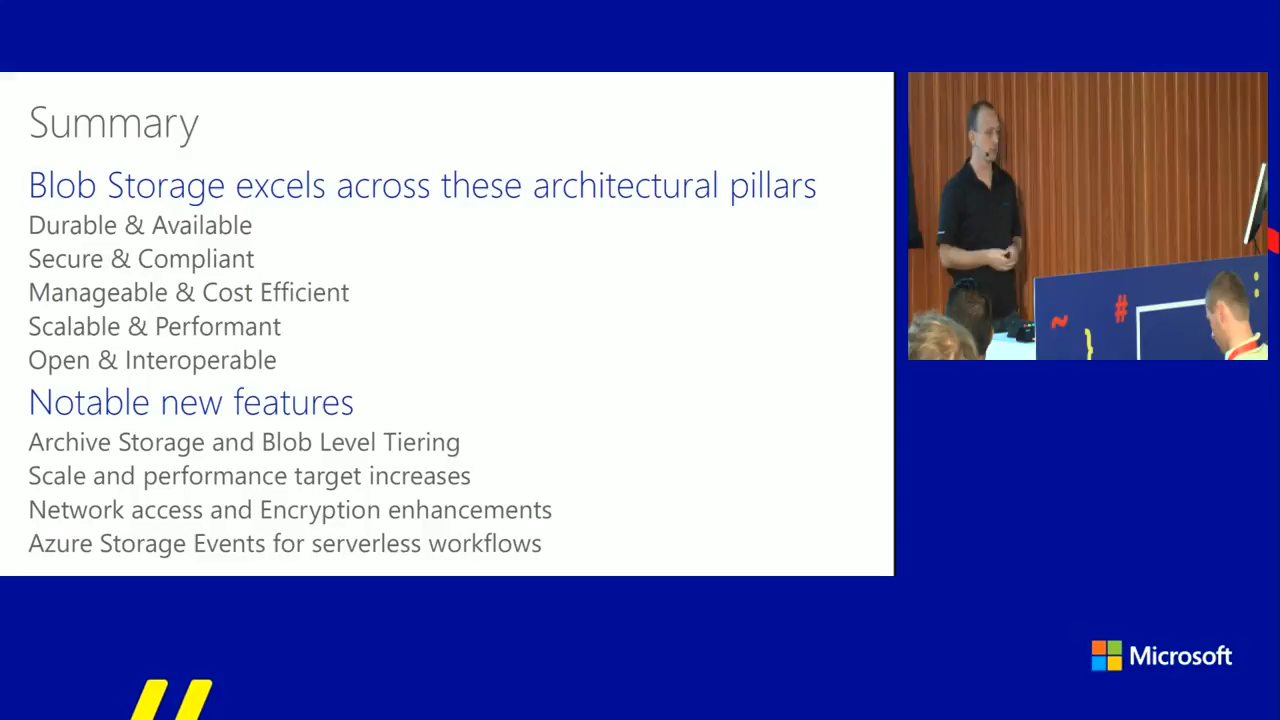 Summary
Blob Storage excels across these architectural pillars
Durable & Available
Secure & Compliant
Manageable & Cost Efficient
Scalable & Performant
Open & Interoperable
Notable new features
Archive Storage and Blob Level Tiering
Scale and performance target increases
Network access and Encryption enhancements
Azure Storage Events for serverless workflows
~
#
}
:
Microsoft
//